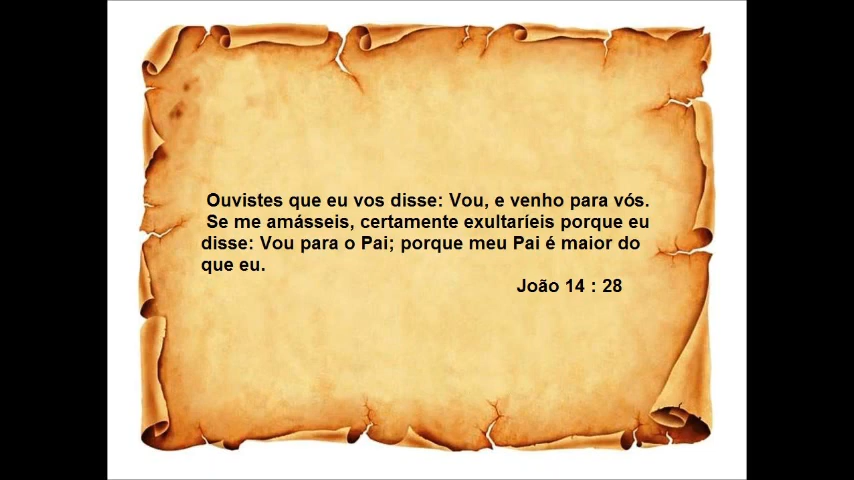 Ouvistes que eu vos disse: Vou, e venho para vós.
Se me amásseis, certamente exultaríeis porque eu
disse: Vou para o Pai; porque meu Pai é maior do
que eu.
João 14 : 28